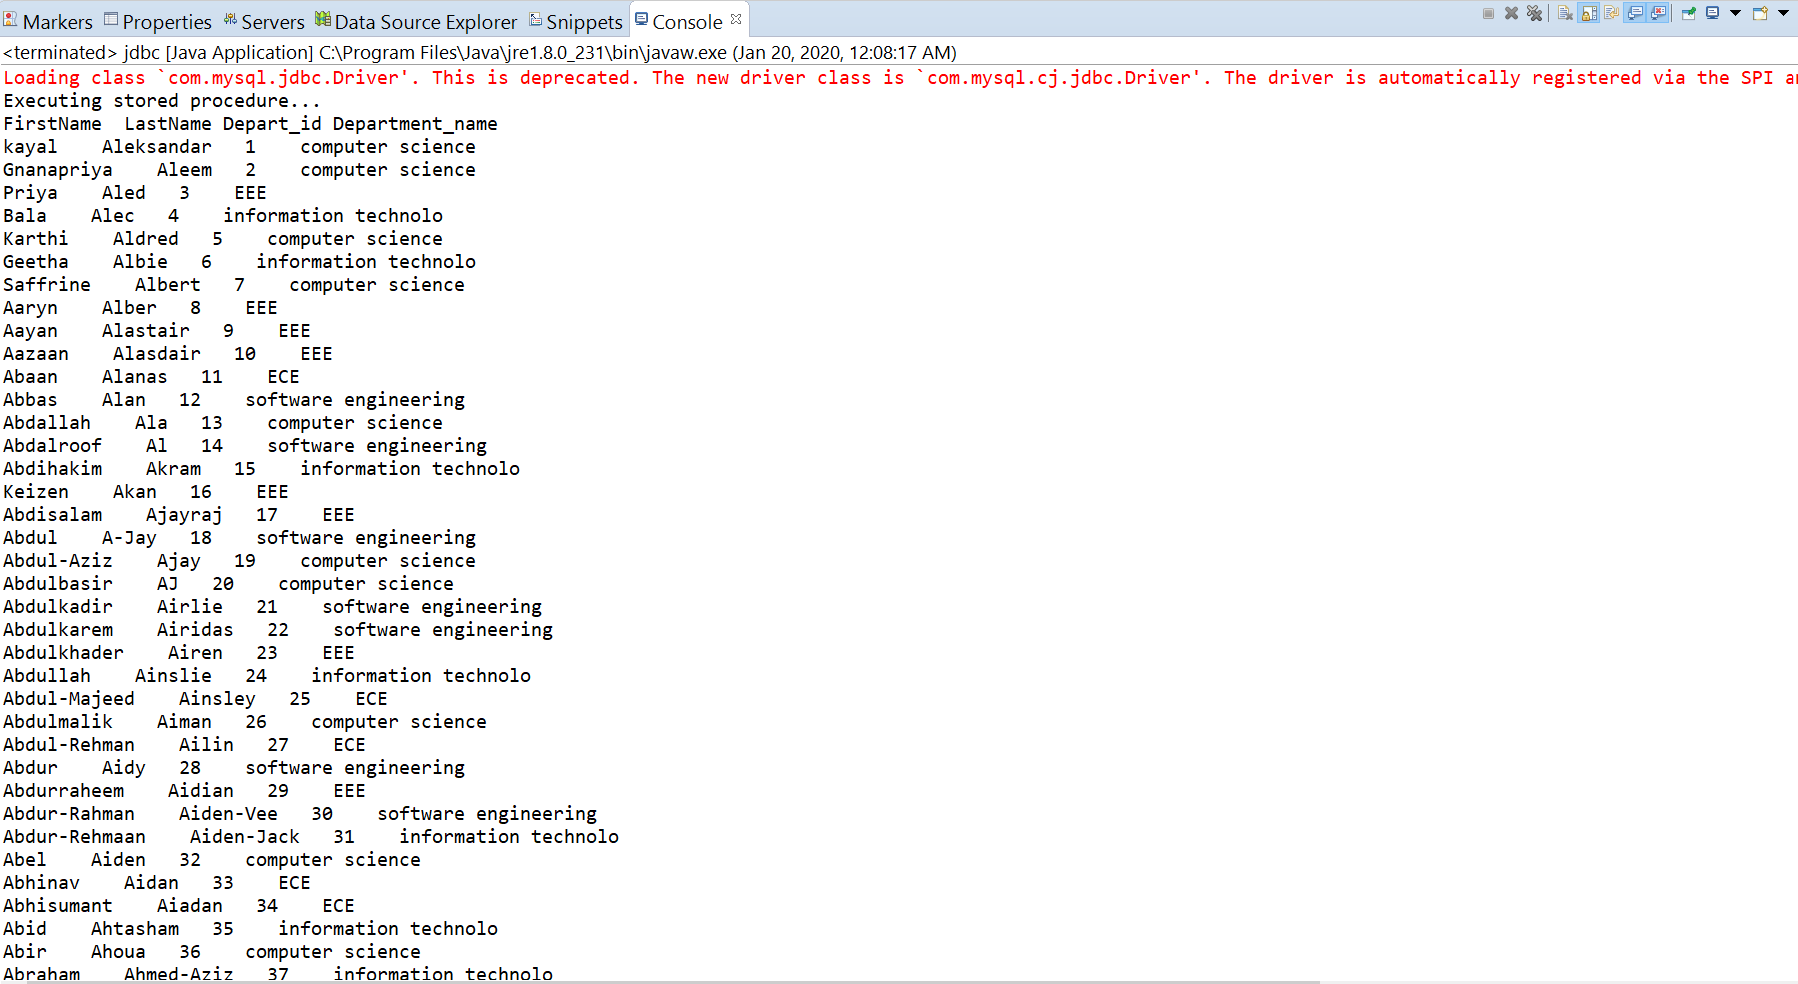 Markers Properties Servers Data Source Explorer Snippets Console
<terminated> jdbc [Java Application] C:\Program Files\Java\jre1.8.0_231\bin\javaw.exe (Jan 20, 2020, 12:08:17 AM)
Loading class `com.mysql.jdbc.Driver'. This is deprecated. The new driver class is `com.mysql.cj.jdbc.Driver'. The driver is automatically registered via the SPI
Executing stored procedure...
FirstName  LastName Depart_id Department_name
kayal    Aleksandar   1    computer science
Gnanapriya    Aleem   2    computer science
Priya    Aled   3    EEE
Bala    Alec   4    information technolo
Karthi    Aldred   5    computer science
Geetha    Albie   6    information technolo
Saffrine    Albert   7    computer science
Aaryn    Alber   8    EEE
Aayan    Alastair   9    EEE
Aazaan    Alasdair   10    EEE
Abaan    Alanas   11    ECE
Abbas    Alan   12    software engineering
Abdallah    Ala   13    computer science
Abdalroof    Al   14    software engineering
Abdihakim    Akram   15    information technolo
Keizen    Akan   16    EEE
Abdisalam    Ajayraj   17    EEE
Abdul    A-Jay   18    software engineering
Abdul-Aziz    Ajay   19    computer science
Abdulbasir    AJ   20    computer science
Abdulkadir    Airlie   21    software engineering
Abdulkarem    Airidas   22    software engineering
Abdulkhader    Airen   23    EEE
Abdullah    Ainslie   24    information technolo
Abdul-Majeed    Ainsley   25    ECE
Abdulmalik    Aiman   26    computer science
Abdul-Rehman    Ailin   27    ECE
Abdur    Aidy   28    software engineering
Abdurraheem    Aidian   29    EEE
Abdur-Rahman    Aiden-Vee   30    software engineering
Abdur-Rehmaan    Aiden-Jack   31    information technolo
Abel    Aiden   32    computer science
Abhinav    Aidan   33    ECE
Abhisumant    Aiadan   34    ECE
Abid    Ahtasham   35    information technolo
Abir    Ahoua   36    computer science
Abraham    Ahmed-Aziz   37    information technolo